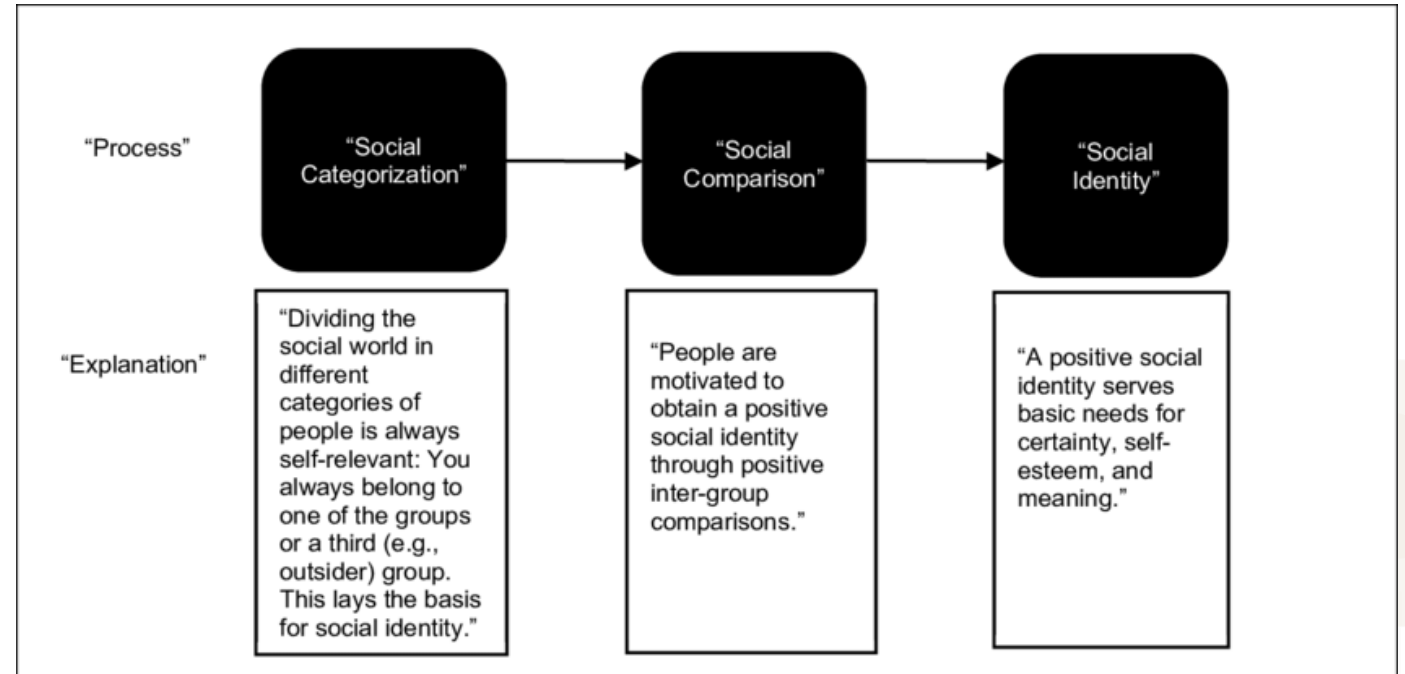 “Process”
“Social
Categorization”
“Social
Comparison”
“Social
Identity”
“Explanation”
“Dividing the
social world in
different
categories of
people is always
self-relevant: You
always belong to
one of the groups
or a third (e.g.,
outsider) group.
This lays the basis
for social identity.”
“People are
motivated to
obtain a positive
social identity
through positive
inter-group
comparisons.”
“A positive social
identity serves
basic needs for
certainty, self-
esteem, and
meaning.”